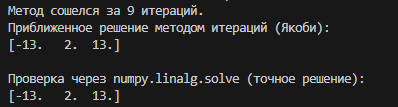 Метод сошелся за 9 итераций.
Приближенное решение методом итераций (Якоби):
[-13.   2.  13.]
Проверка через numpy.linalg.solve (точное решение):
[-13.   2.  13.]